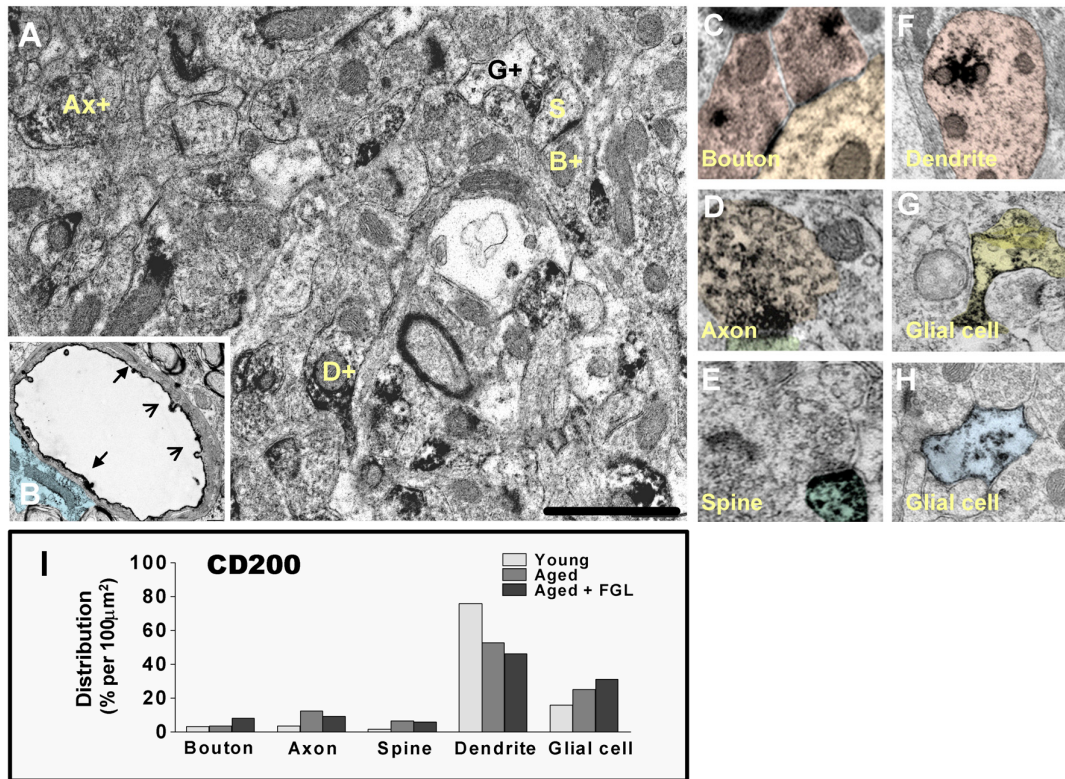 A
G+
Ax+
S
B+
D+
B
C
Bouton
D
Axon
E
Spine
F
Dendrite
G
Glial cell
H
Glial cell
I
CD200
Young
Aged
Aged + FGL
Distribution
(% per 100μm²)
100
80
60
40
20
0
Bouton Axon Spine Dendrite Glial cell